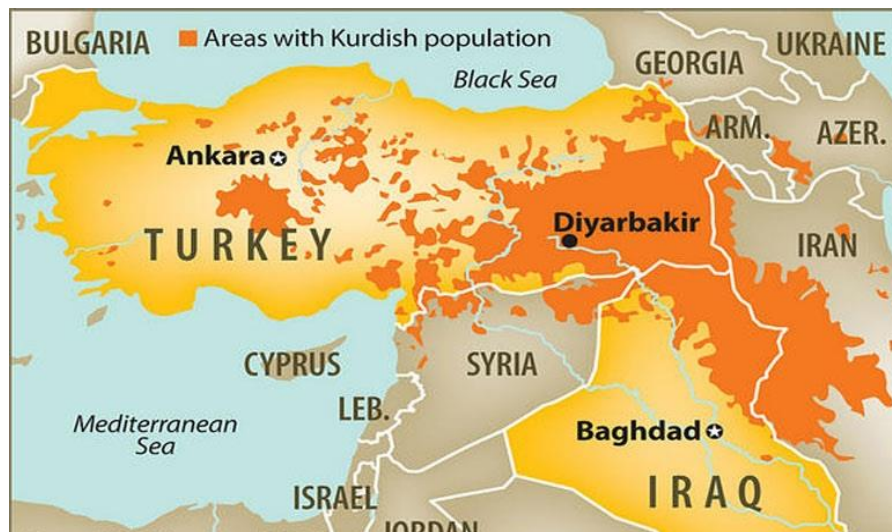 BULGARIA
Areas with Kurdish population
UKRAINE
Black Sea
GEORGIA
Ankara
ARM.
AZER.
Diyarbakir
TURKEY
IRAN
CYPRUS
SYRIA
LEB.
Mediterranean
Sea
Baghdad
ISRAEL
IRAQ
JORDAN